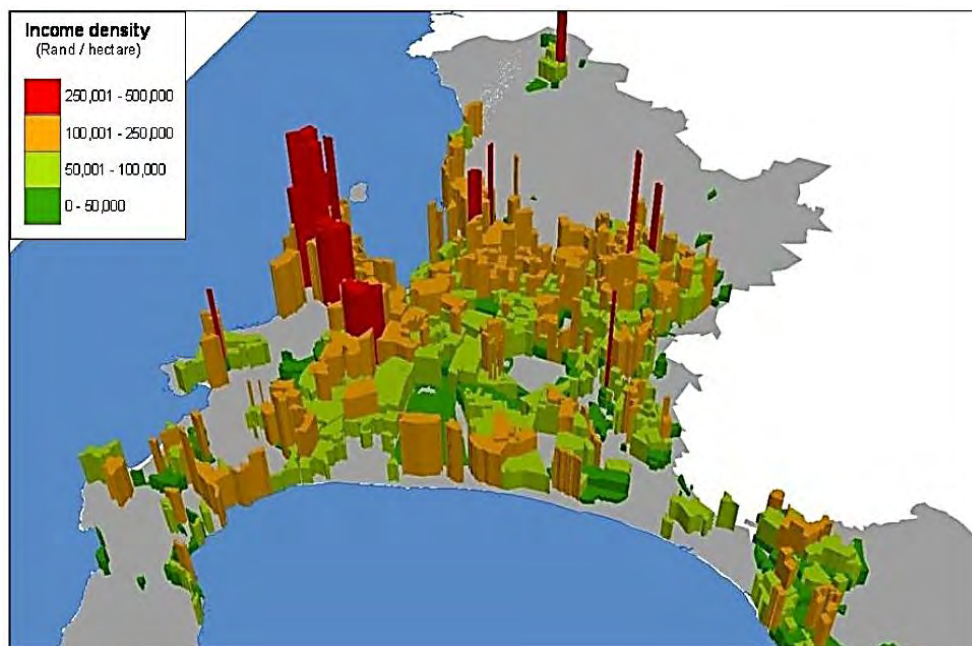 Income density
(Rand / hectare)
250,001 - 500,000
100,001 - 250,000
50,001 - 100,000
0 - 50,000